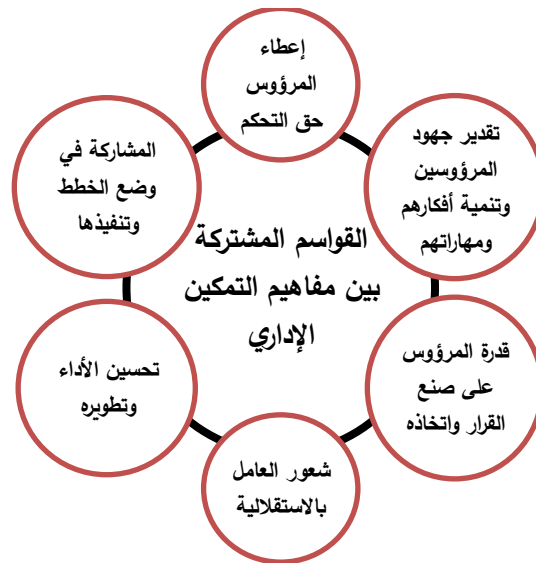 إعطاء
المرؤوس
حق التحكم
تقدير جهود
المرؤوسين
وتنمية أفكارهم
ومهاراتهم
قدرة المرؤوس
على صنع
القرار واتخاذه
شعور العامل
بالاستقلالية
تحسين الأداء
وتطويره
المشاركة في
وضع الخطط
وتنفيذها
القواسم المشتركة
بين مفاهيم التمكين
الإداري